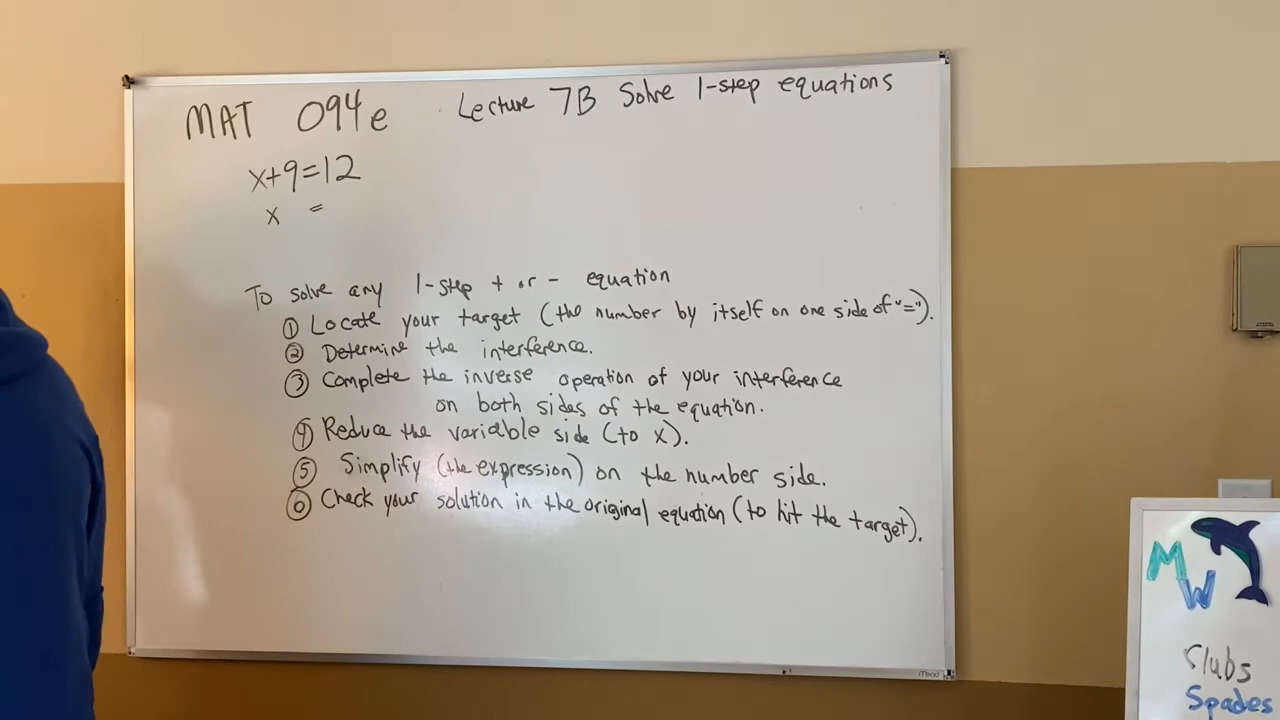 MAT 094e Lecture 7B Solve 1-step equations
x+9=12
x =
To solve any 1-step + or - equation
① Locate your target (the number by itself on one side of "=").
② Determine the interference.
③ Complete the inverse operation of your interference
on both sides of the equation.
④ Reduce the variable side (to x).
⑤ Simplify (the expression) on the number side.
⑥ Check your solution in the original equation (to hit the target).
Mead
MW
Clubs
Spades